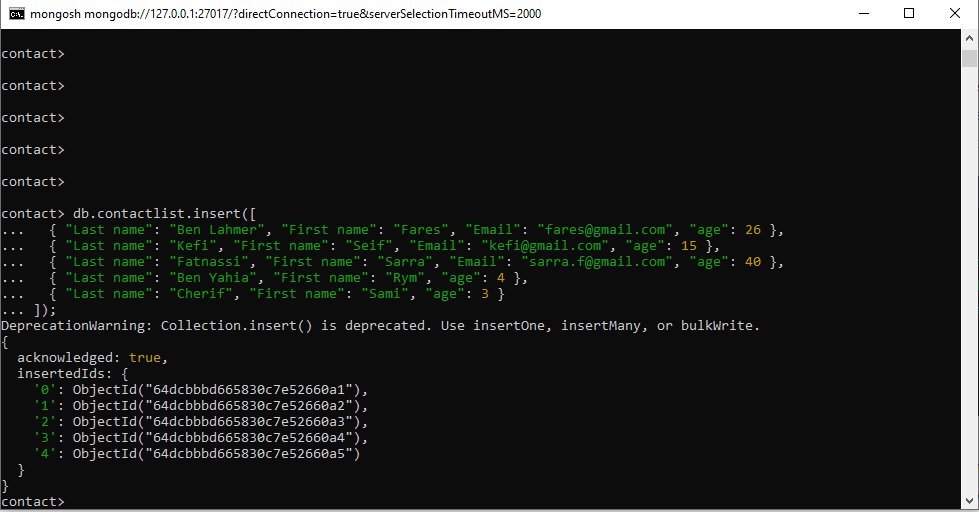 mongosh mongodb://127.0.0.1:27017/?directConnection=true&serverSelectionTimeoutMS=2000
contact>
contact>
contact>
contact>
contact>
contact> db.contactlist.insert([
...   { "Last name": "Ben Lahmer", "First name": "Fares", "Email": "fares@gmail.com", "age": 26 },
...   { "Last name": "Kefi", "First name": "Seif", "Email": "kefi@gmail.com", "age": 15 },
...   { "Last name": "Fatnassi", "First name": "Sarra", "Email": "sarra.f@gmail.com", "age": 40 },
...   { "Last name": "Ben Yahia", "First name": "Rym", "age": 4 },
...   { "Last name": "Cherif", "First name": "Sami", "age": 3 }
... ]);
DeprecationWarning: Collection.insert() is deprecated. Use insertOne, insertMany, or bulkWrite.
{
  acknowledged: true,
  insertedIds: {
    '0': ObjectId("64dcbbbd665830c7e52660a1"),
    '1': ObjectId("64dcbbbd665830c7e52660a2"),
    '2': ObjectId("64dcbbbd665830c7e52660a3"),
    '3': ObjectId("64dcbbbd665830c7e52660a4"),
    '4': ObjectId("64dcbbbd665830c7e52660a5")
  }
}
contact>